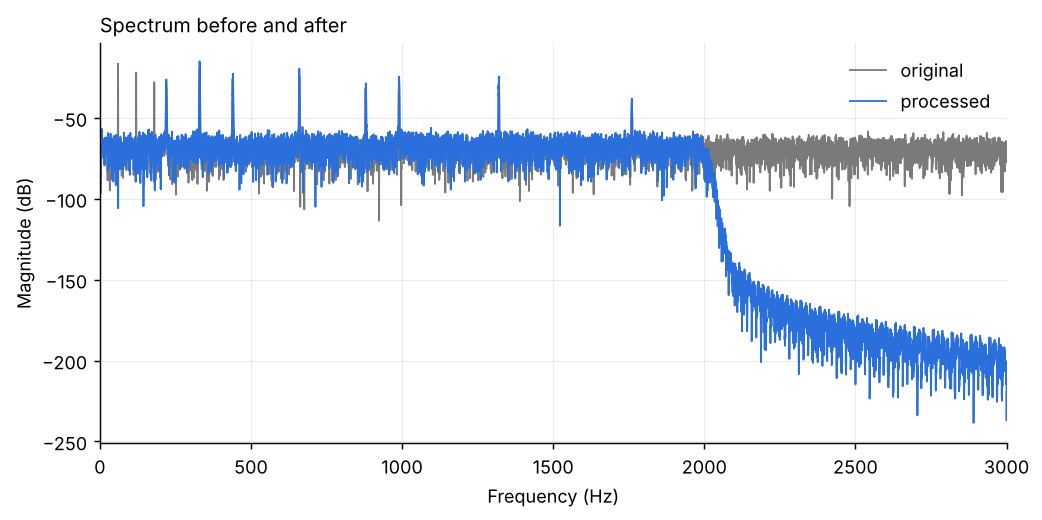 Spectrum before and after
original
processed
−50
−100
−150
−200
−250
Magnitude (dB)
0 500 1000 1500 2000 2500 3000
Frequency (Hz)